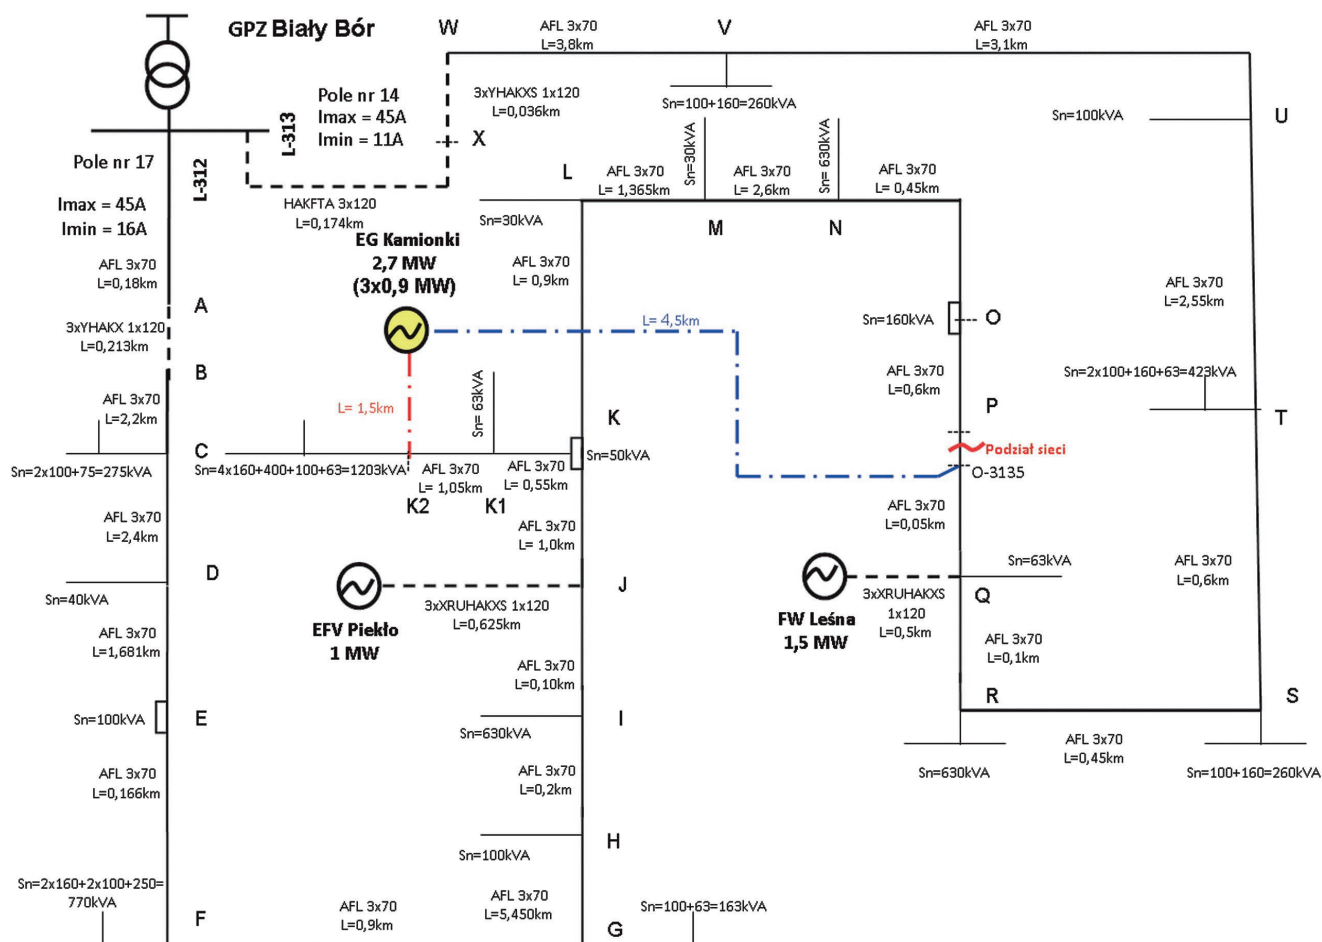 GPZ Biały Bór
W
AFL 3x70
L=3,8km
V
AFL 3x70
L=3,1km
Pole nr 14
Imax = 45A
Imin = 11A
L-313
3xYHAKXS 1x120
L=0,036km
X
Sn=100+160=260kVA
Sn=100kVA
U
Pole nr 17
Imax = 45A
Imin = 16A
L-312
HAKFTA 3x120
L=0,174km
L
Sn=30kVA
AFL 3x70
L= 1,365km
Sn=30kVA
AFL 3x70
L= 2,6km
Sn= 630kVA
AFL 3x70
L= 0,45km
M
N
EG Kamionki
2,7 MW
(3x0,9 MW)
AFL 3x70
L=0,18km
A
AFL 3x70
L= 0,9km
AFL 3x70
L=2,55km
3xYHAKX 1x120
L=0,213km
L= 4,5km
Sn=160kVA
O
B
AFL 3x70
L=2,2km
L= 1,5km
Sn= 63kVA
K
AFL 3x70
L=0,6km
P
Sn=2x100+160+63=423kVA
T
C
Sn=2x100+75=275kVA
Sn=4x160+400+100+63=1203kVA
AFL 3x70
L= 1,05km
AFL 3x70
L= 0,55km
Sn=50kVA
Podział sieci
O-3135
K2
K1
AFL 3x70
L=2,4km
AFL 3x70
L= 1,0km
AFL 3x70
L=0,05km
D
Sn=40kVA
J
Sn=63kVA
AFL 3x70
L=0,6km
Q
EFV Piekło
1 MW
3xXRUHAKXS 1x120
L=0,625km
FW Leśna
1,5 MW
3xXRUHAKXS
1x120
L=0,5km
AFL 3x70
L=1,681km
AFL 3x70
L=0,10km
AFL 3x70
L=0,1km
R
S
Sn=100kVA
E
Sn=630kVA
I
AFL 3x70
L=0,45km
Sn=630kVA
Sn=100+160=260kVA
AFL 3x70
L=0,166km
AFL 3x70
L=0,2km
H
Sn=100kVA
Sn=2x160+2x100+250=
770kVA
F
AFL 3x70
L=0,9km
AFL 3x70
L=5,450km
G
Sn=100+63=163kVA